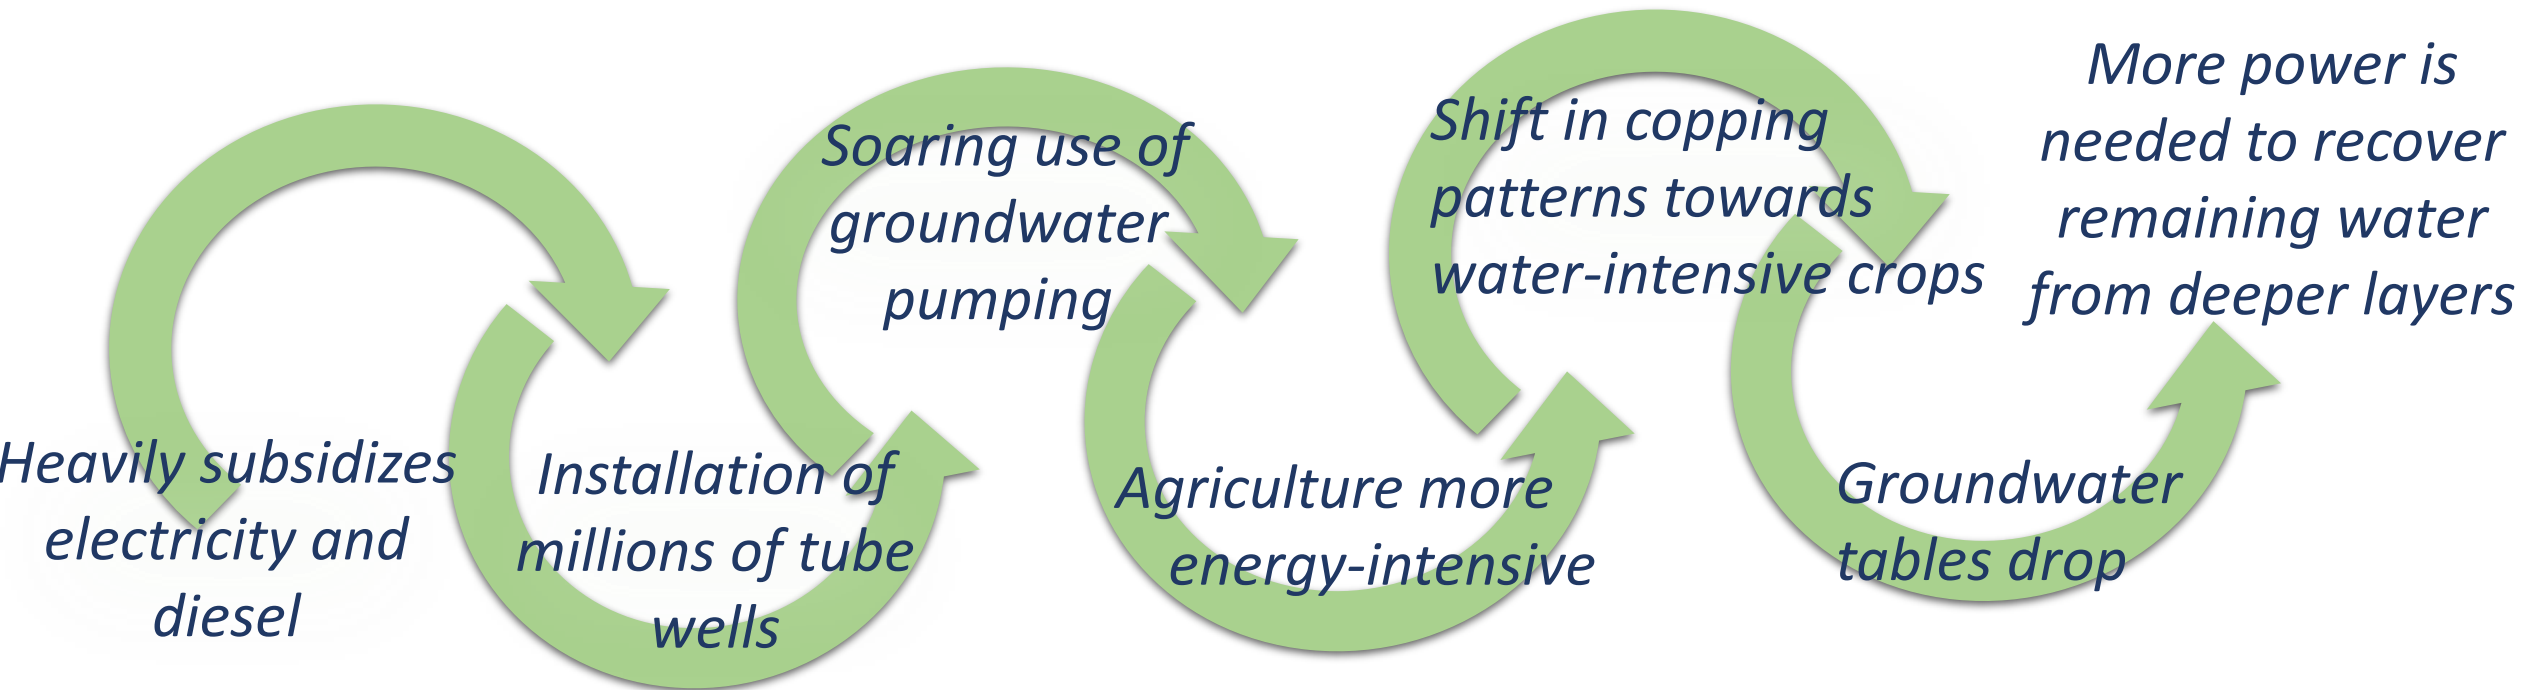 Heavily subsidizes
electricity and
diesel
Installation of
millions of tube
wells
Soaring use of
groundwater
pumping
Agriculture more
energy-intensive
Shift in copping
patterns towards
water-intensive crops
Groundwater
tables drop
More power is
needed to recover
remaining water
from deeper layers